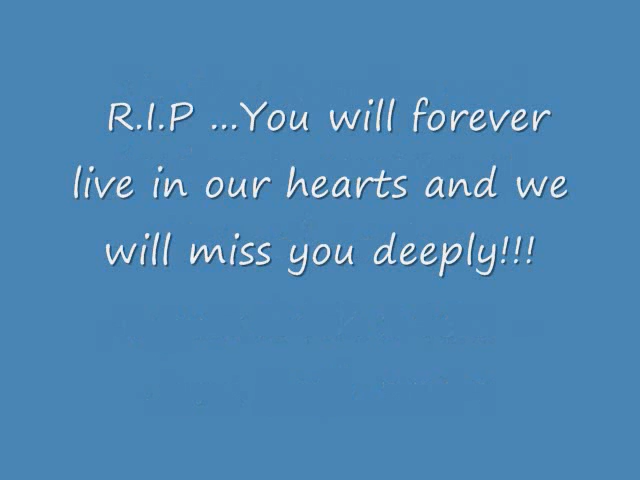 R.I.P ...You will forever
live in our hearts and we
will miss you deeply!!!